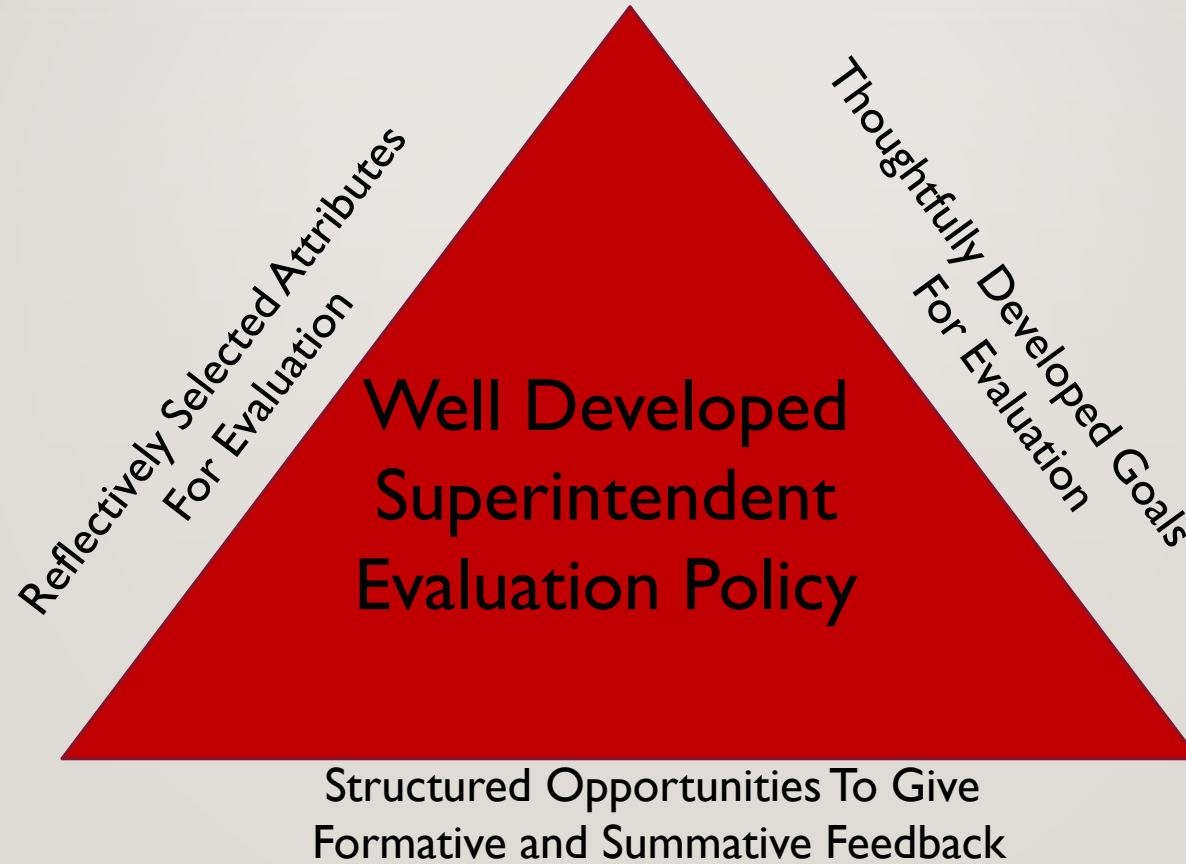 Reflectively Selected Attributes
For Evaluation
Thoughtfully Developed Goals
For Evaluation
Well Developed
Superintendent
Evaluation Policy
Structured Opportunities To Give
Formative and Summative Feedback